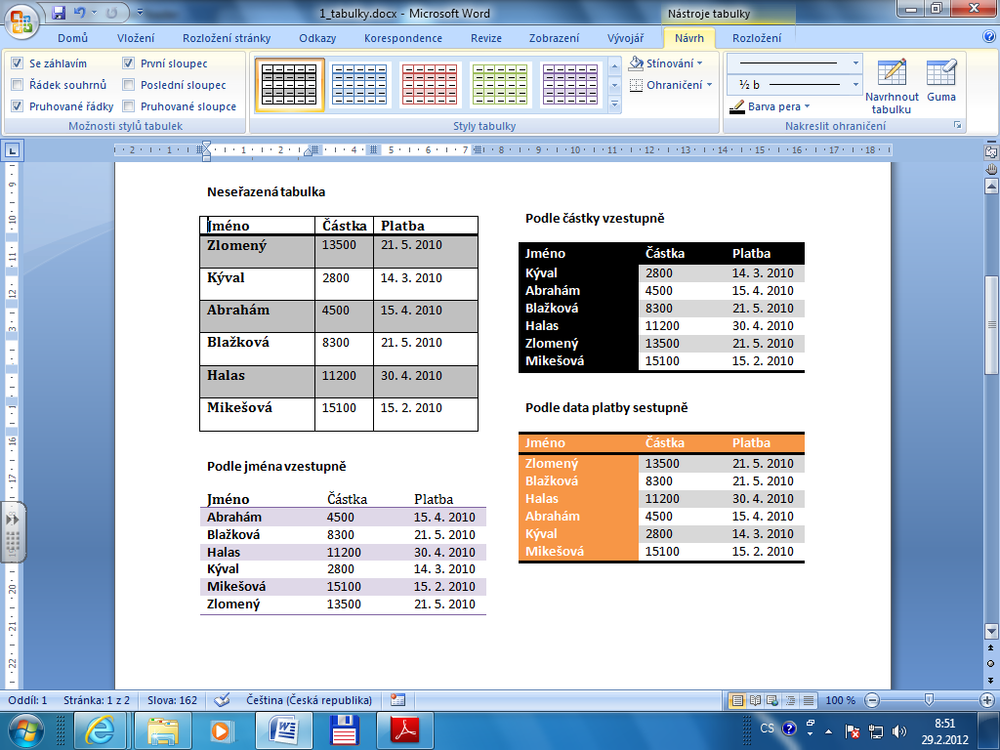 1_tabulky.docx - Microsoft Word
Nástroje tabulky
Domů Vložení Rozložení stránky Odkazy Korespondence Revize Zobrazení Vývojář Návrh Rozložení
Se záhlavím První sloupec
Řádek souhrnů Poslední sloupec
Pruhované řádky Pruhované sloupce
Možnosti stylů tabulek
Styly tabulky
Stínování
Ohraničení
½ b
Barva pera
Navrhnout tabulku
Guma
Nakreslit ohraničení
Neseřazená tabulka
Jméno Částka Platba
Zlomený 13500 21. 5. 2010
Kýval 2800 14. 3. 2010
Abrahám 4500 15. 4. 2010
Blažková 8300 21. 5. 2010
Halas 11200 30. 4. 2010
Mikešová 15100 15. 2. 2010
Podle jména vzestupně
Jméno Částka Platba
Abrahám 4500 15. 4. 2010
Blažková 8300 21. 5. 2010
Halas 11200 30. 4. 2010
Kýval 2800 14. 3. 2010
Mikešová 15100 15. 2. 2010
Zlomený 13500 21. 5. 2010
Podle částky vzestupně
Jméno Částka Platba
Kýval 2800 14. 3. 2010
Abrahám 4500 15. 4. 2010
Blažková 8300 21. 5. 2010
Halas 11200 30. 4. 2010
Zlomený 13500 21. 5. 2010
Mikešová 15100 15. 2. 2010
Podle data platby sestupně
Jméno Částka Platba
Zlomený 13500 21. 5. 2010
Blažková 8300 21. 5. 2010
Halas 11200 30. 4. 2010
Abrahám 4500 15. 4. 2010
Kýval 2800 14. 3. 2010
Mikešová 15100 15. 2. 2010
Oddíl: 1 Stránka: 1 z 2 Slova: 162 Čeština (Česká republika) 100 %
CS
8:51
29.2.2012